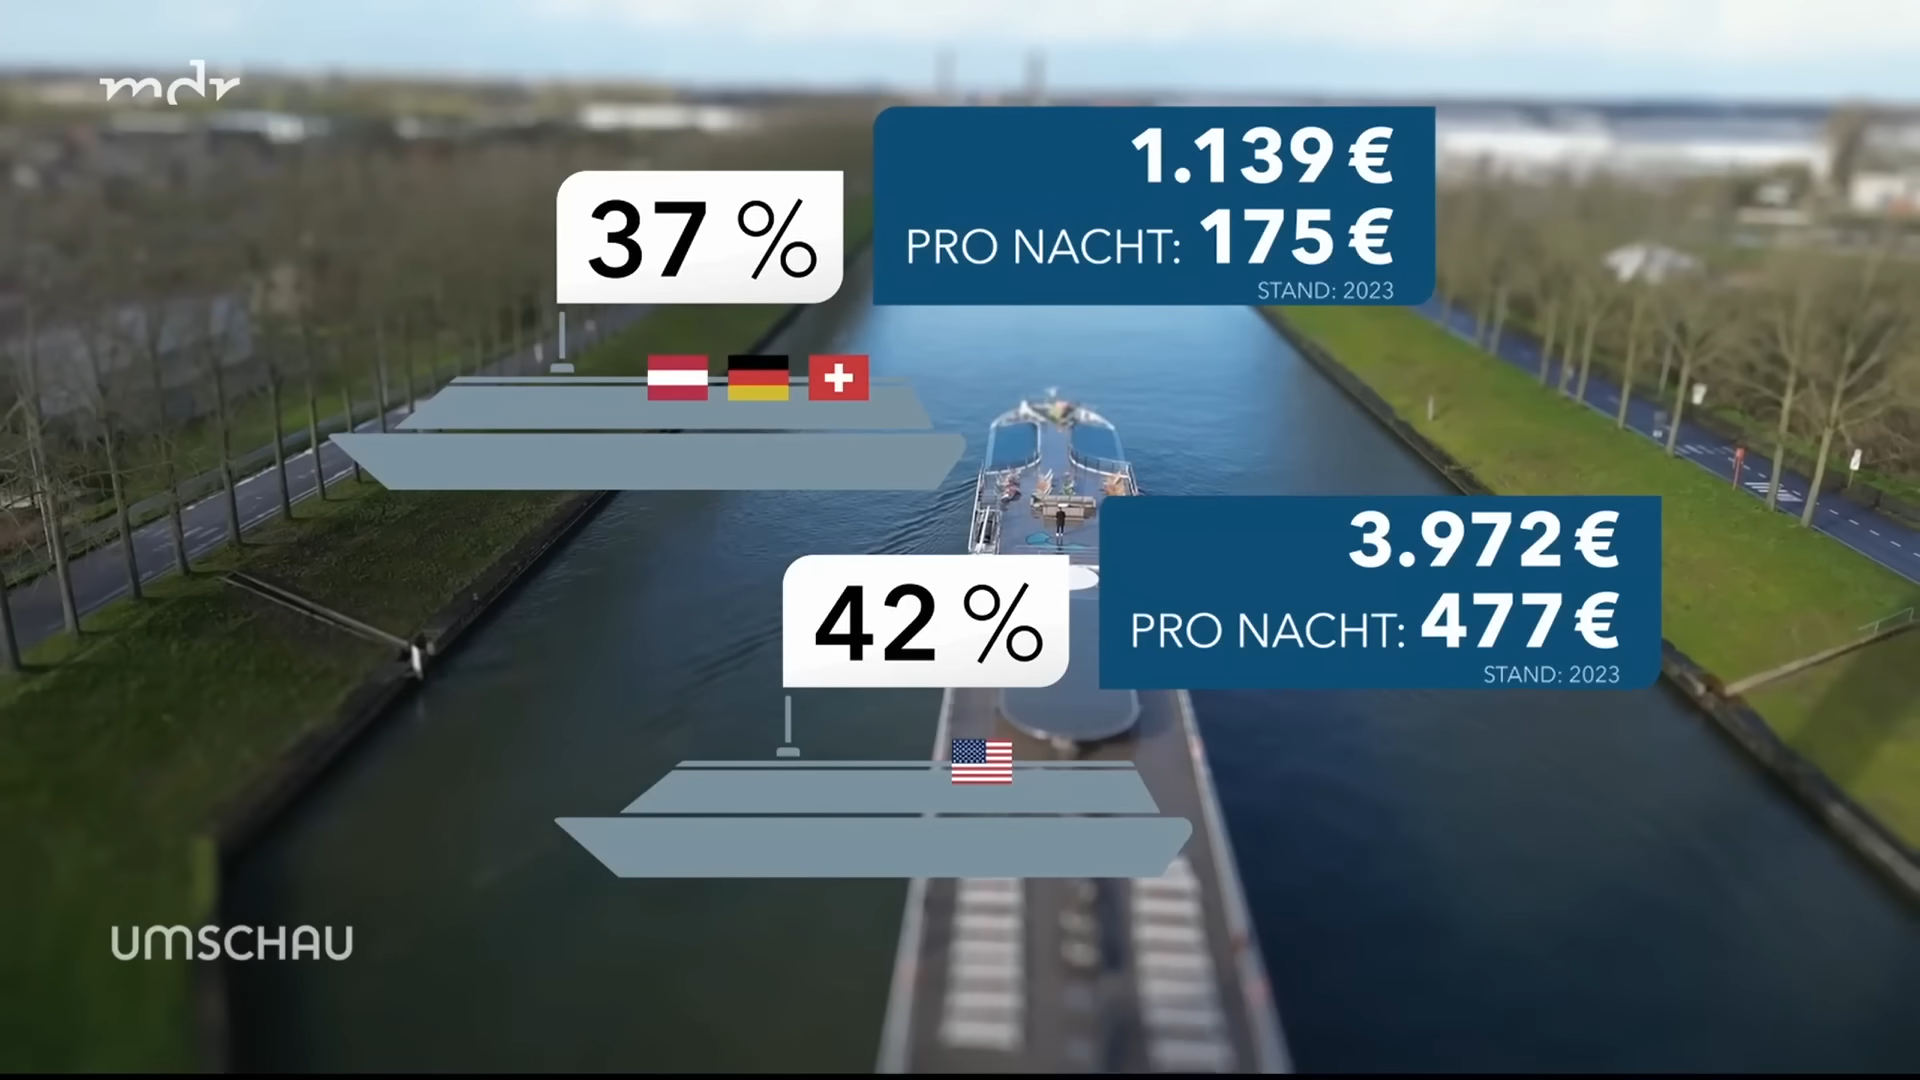 mdr
1.139 €
37 %
PRO NACHT: 175 €
STAND: 2023
3.972 €
42 %
PRO NACHT: 477 €
STAND: 2023
UMSCHAU